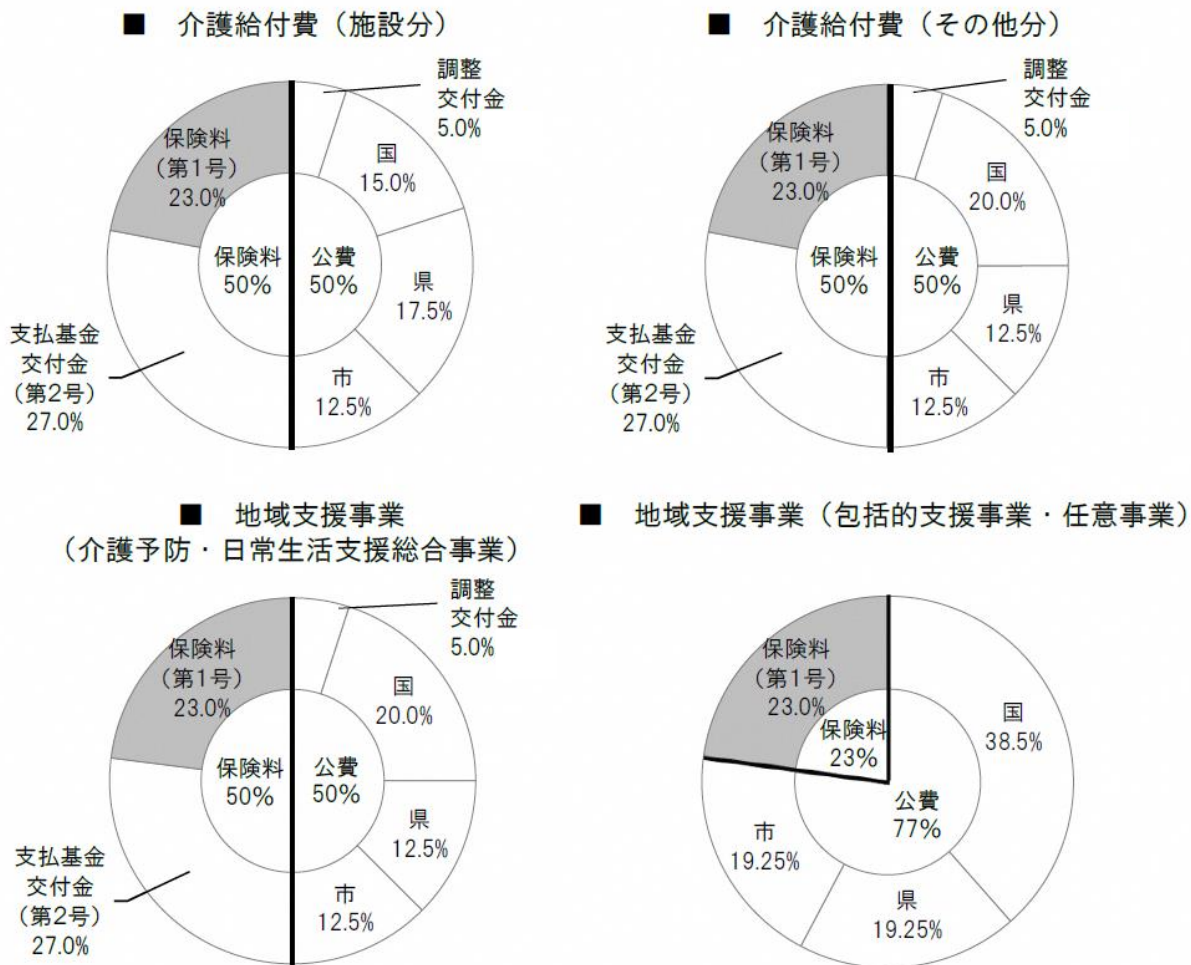 ■ 介護給付費（施設分）
調整
交付金
5.0%
国
15.0%
県
17.5%
市
12.5%
公費
50%
保険料
50%
保険料
（第1号）
23.0%
支払基金
交付金
（第2号）
27.0%
■ 介護給付費（その他分）
調整
交付金
5.0%
国
20.0%
県
12.5%
市
12.5%
公費
50%
保険料
50%
保険料
（第1号）
23.0%
支払基金
交付金
（第2号）
27.0%
■ 地域支援事業
（介護予防・日常生活支援総合事業）
調整
交付金
5.0%
国
20.0%
県
12.5%
市
12.5%
公費
50%
保険料
50%
保険料
（第1号）
23.0%
支払基金
交付金
（第2号）
27.0%
■ 地域支援事業（包括的支援事業・任意事業）
国
38.5%
県
19.25%
市
19.25%
公費
77%
保険料
23%
保険料
（第1号）
23.0%